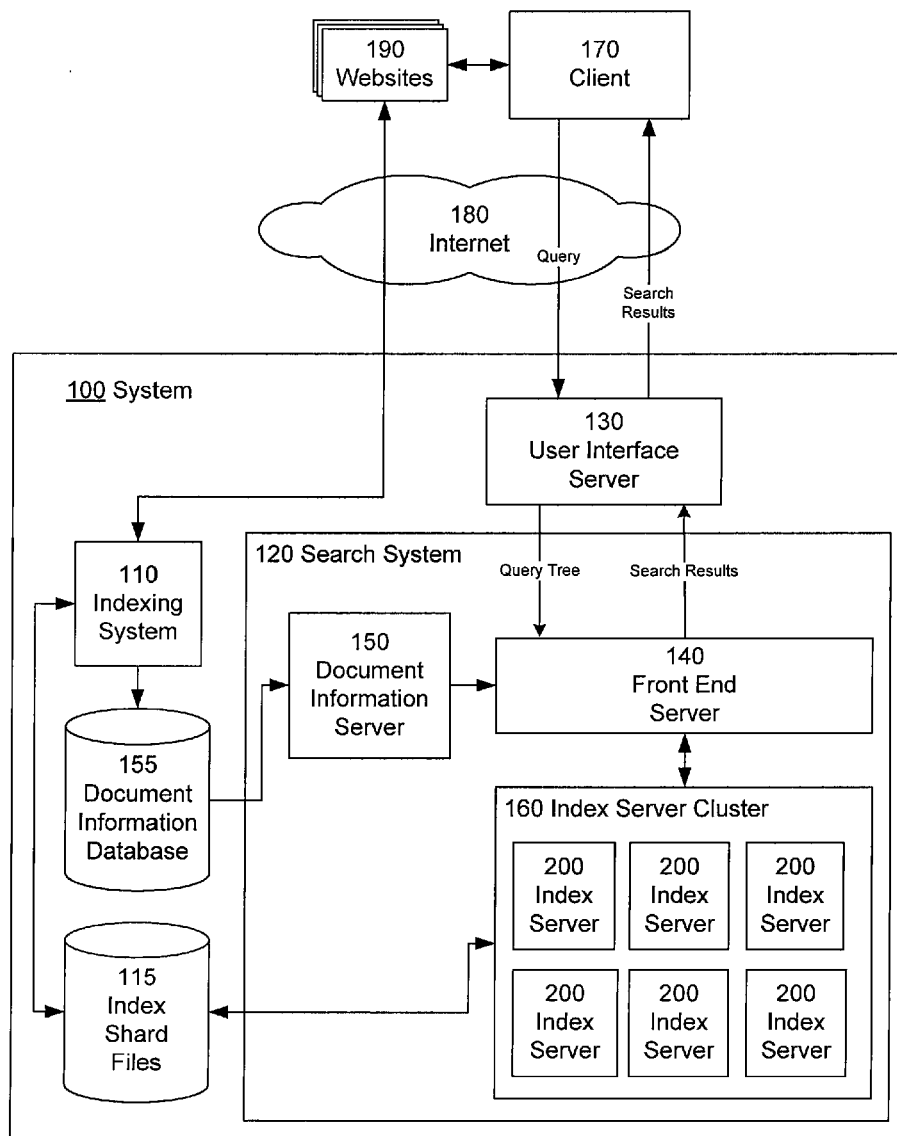 190
Websites
170
Client
180
Internet
Query
Search
Results
100 System
130
User Interface
Server
120 Search System
Query Tree
Search Results
110
Indexing
System
150
Document
Information
Server
140
Front End
Server
155
Document
Information
Database
160 Index Server Cluster
200
Index
Server
200
Index
Server
200
Index
Server
115
Index
Shard
Files
200
Index
Server
200
Index
Server
200
Index
Server